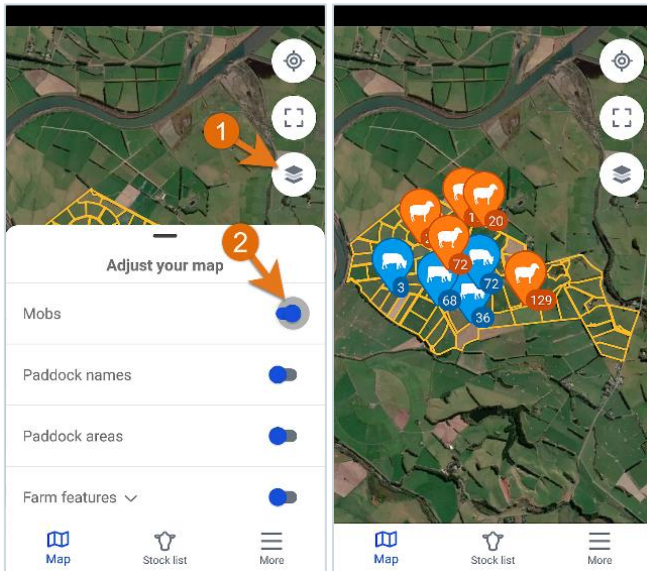 1
2
Adjust your map
Mobs
Paddock names
Paddock areas
Farm features
Map
Stock list
More
20
72
3
68
72
36
129
Map
Stock list
More